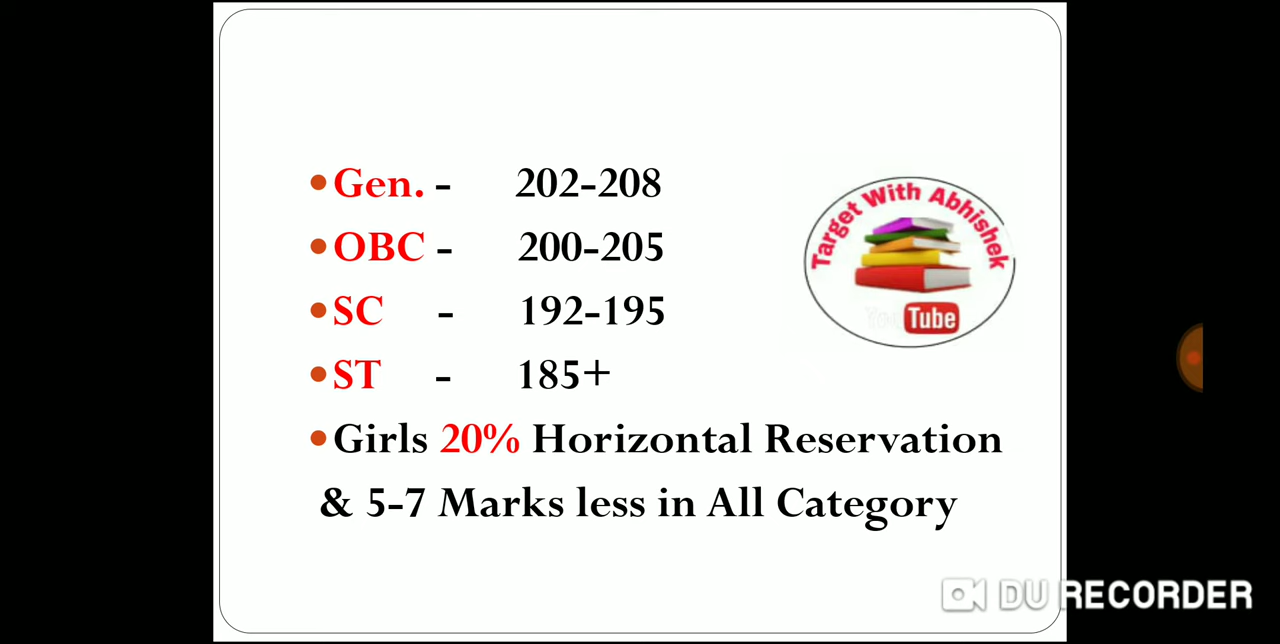 Gen. - 202-208
OBC - 200-205
SC - 192-195
ST - 185+
Girls 20% Horizontal Reservation
& 5-7 Marks less in All Category
Target With Abhishek
YouTube
DU RECORDER